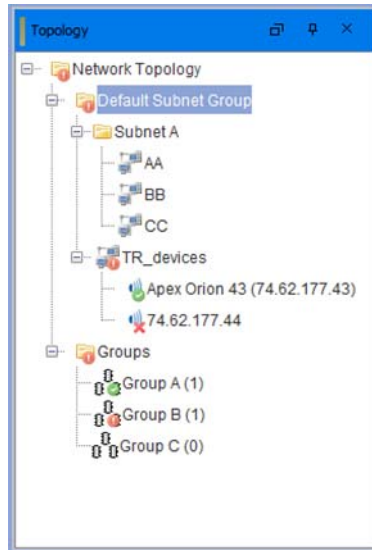 Topology
Network Topology
Default Subnet Group
Subnet A
AA
BB
CC
TR_devices
Apex Orion 43 (74.62.177.43)
74.62.177.44
Groups
Group A (1)
Group B (1)
Group C (0)